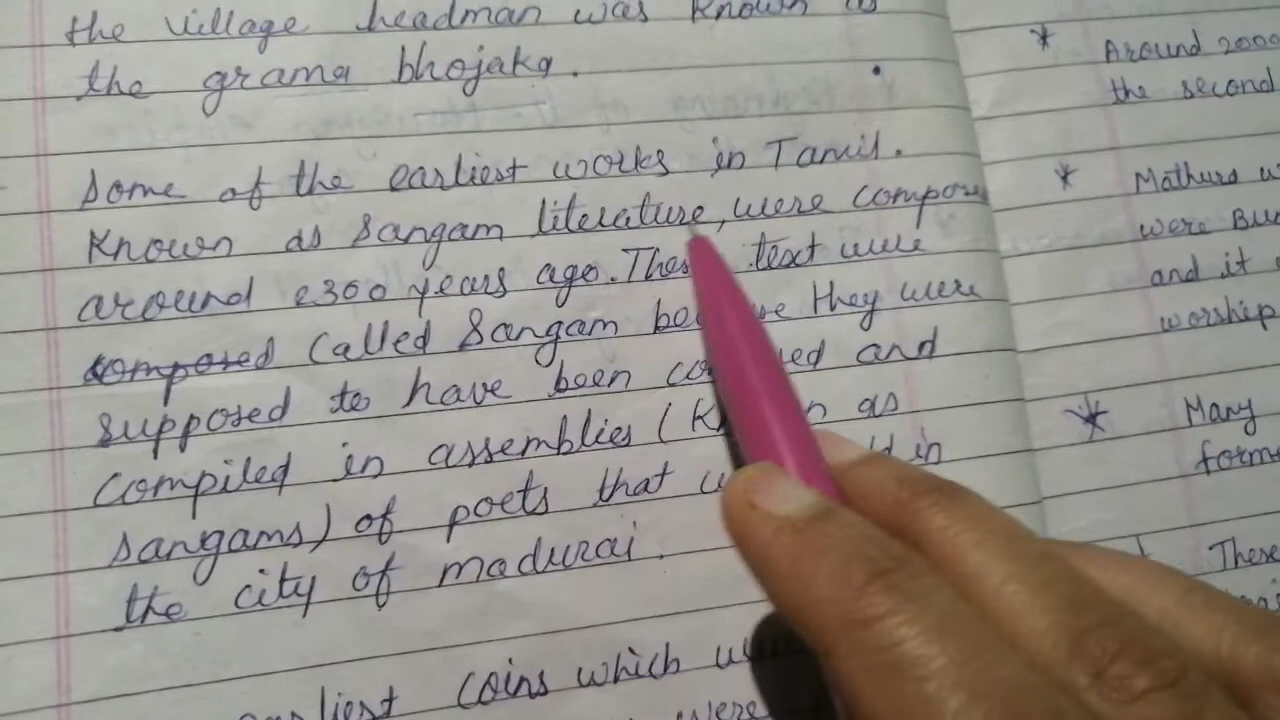 the village headman was known as
the grama bhojaka.
Some of the earliest works in Tamil.
Known as Sangam literature, were compose
around 2300 years ago. These text were
composed Called Sangam because they were
supposed to have been and
Compiled in assemblies (Known as
sangams) of poets that in
the city of madurai.
coins which
were
* Around 200
the second
* Mathura
were
and it
worship
* Many
form
These